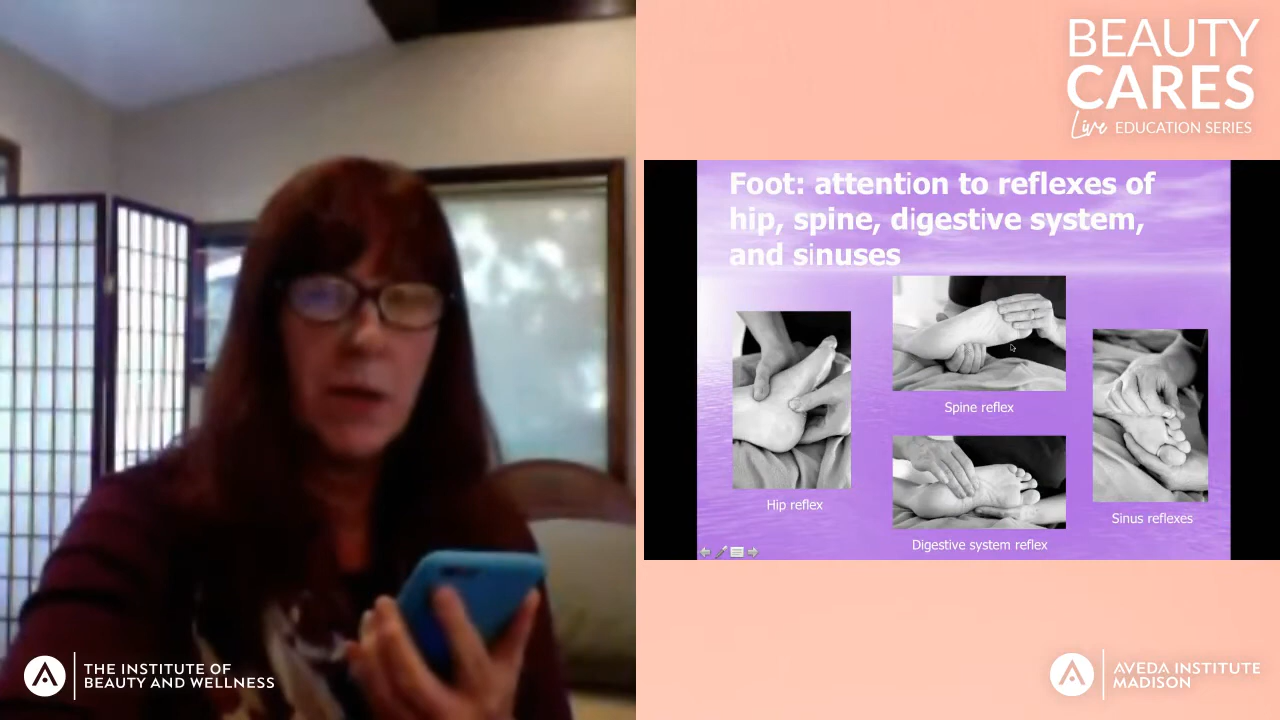 BEAUTY
CARES
Live EDUCATION SERIES
Foot: attention to reflexes of
hip, spine, digestive system,
and sinuses
Spine reflex
Hip reflex
Sinus reflexes
Digestive system reflex
THE INSTITUTE OF
BEAUTY AND WELLNESS
AVEDA INSTITUTE
MADISON